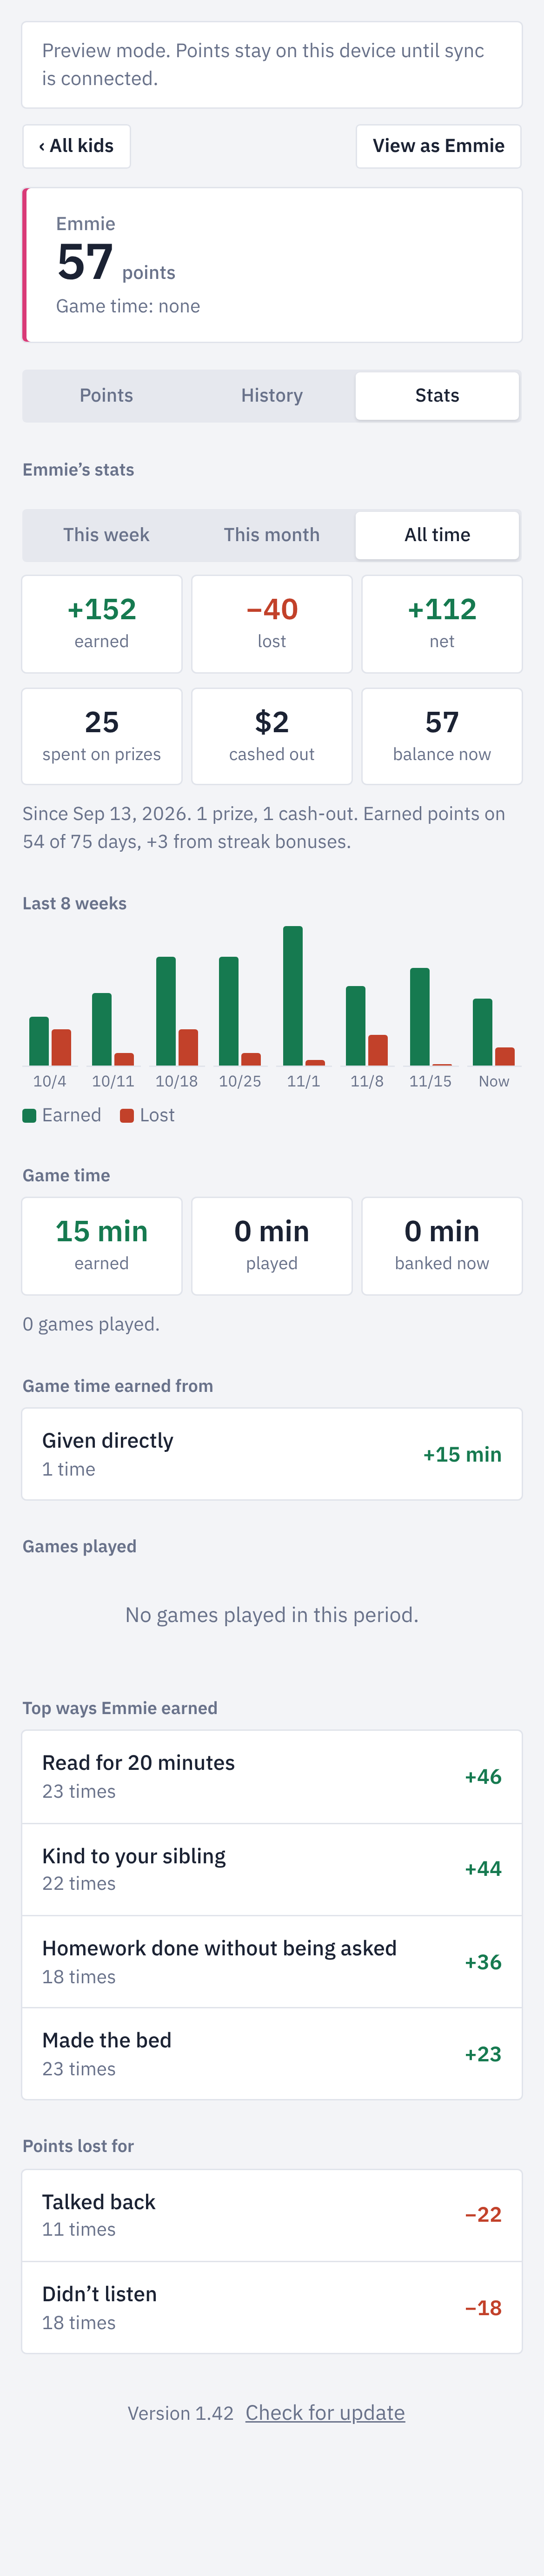 Preview mode. Points stay on this device until sync
is connected.
‹ All kids
View as Emmie
Emmie
57 points
Game time: none
Points
History
Stats
Emmie’s stats
This week
This month
All time
+152
earned
−40
lost
+112
net
25
spent on prizes
$2
cashed out
57
balance now
Since Sep 13, 2026. 1 prize, 1 cash-out. Earned points on
54 of 75 days, +3 from streak bonuses.
Last 8 weeks
10/4
10/11
10/18
10/25
11/1
11/8
11/15
Now
Earned
Lost
Game time
15 min
earned
0 min
played
0 min
banked now
0 games played.
Game time earned from
Given directly
1 time
+15 min
Games played
No games played in this period.
Top ways Emmie earned
Read for 20 minutes
23 times
+46
Kind to your sibling
22 times
+44
Homework done without being asked
18 times
+36
Made the bed
23 times
+23
Points lost for
Talked back
11 times
−22
Didn’t listen
18 times
−18
Version 1.42 Check for update